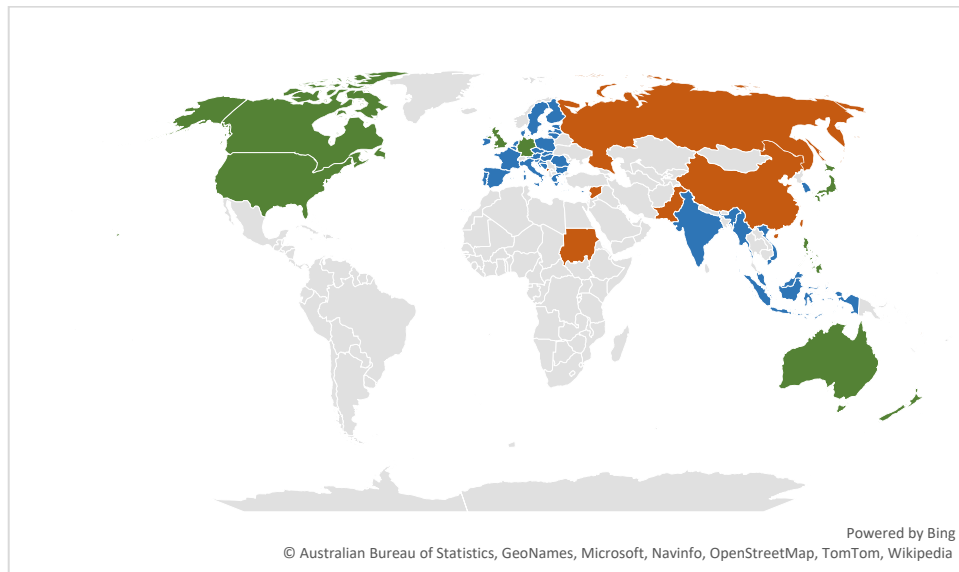 Powered by Bing
© Australian Bureau of Statistics, GeoNames, Microsoft, Navinfo, OpenStreetMap, TomTom, Wikipedia